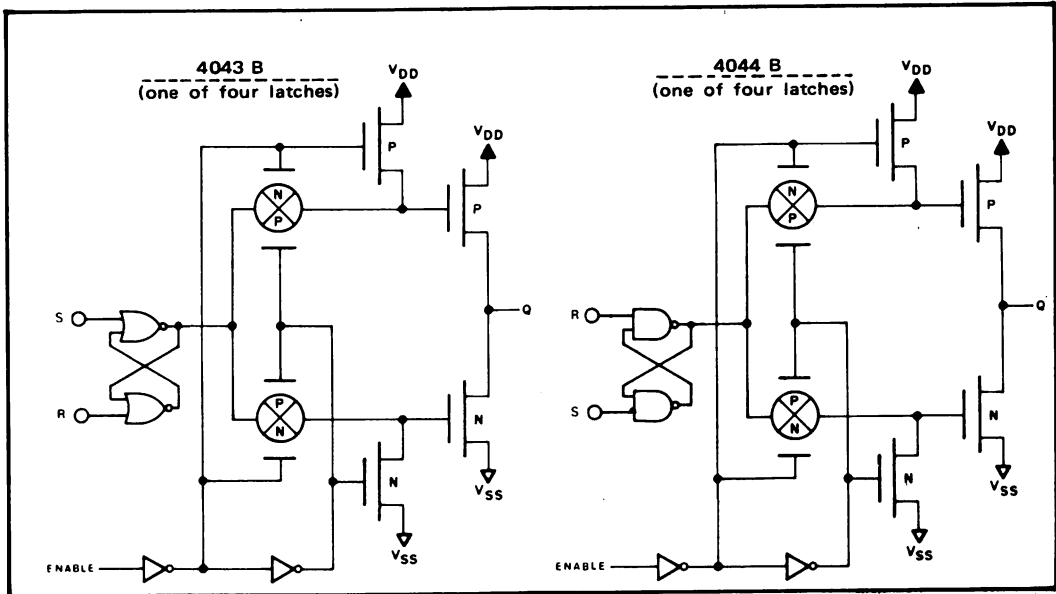 4043 B
(one of four latches)
VDD
P
VDD
P
N
P
S
R
Q
P
N
N
N
VSS
VSS
ENABLE
4044 B
(one of four latches)
VDD
P
VDD
P
N
P
R
S
Q
P
N
N
N
VSS
VSS
ENABLE